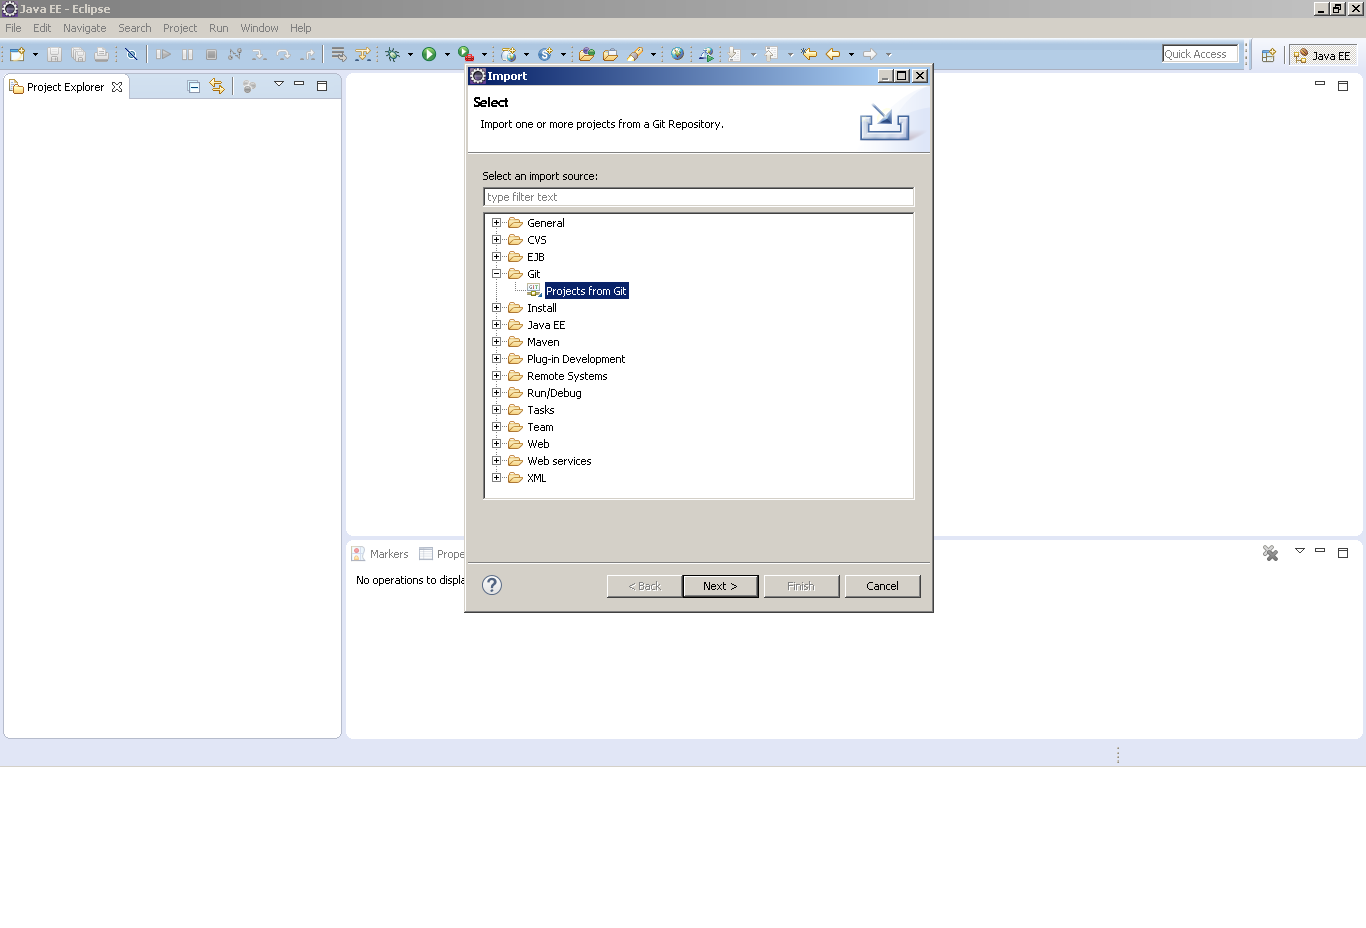 Java EE - Eclipse
File Edit Navigate Search Project Run Window Help
Quick Access
Java EE
Project Explorer
Import
Select
Import one or more projects from a Git Repository.
Select an import source:
type filter text
General
CVS
EJB
Git
GIT
Projects from Git
Install
Java EE
Maven
Plug-in Development
Remote Systems
Run/Debug
Tasks
Team
Web
Web services
XML
Markers Prope
No operations to displa
?
< Back Next > Finish Cancel